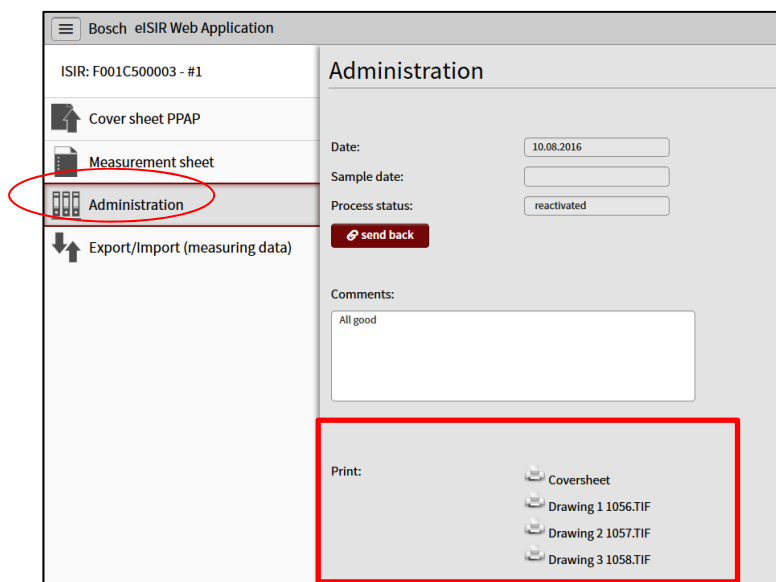 Bosch eISIR Web Application
ISIR: F001C500003 - #1
Cover sheet PPAP
Measurement sheet
Administration
Export/Import (measuring data)
Administration
Date: 10.08.2016
Sample date:
Process status: reactivated
send back
Comments:
All good
Print: Coversheet
Drawing 1 1056.TIF
Drawing 2 1057.TIF
Drawing 3 1058.TIF